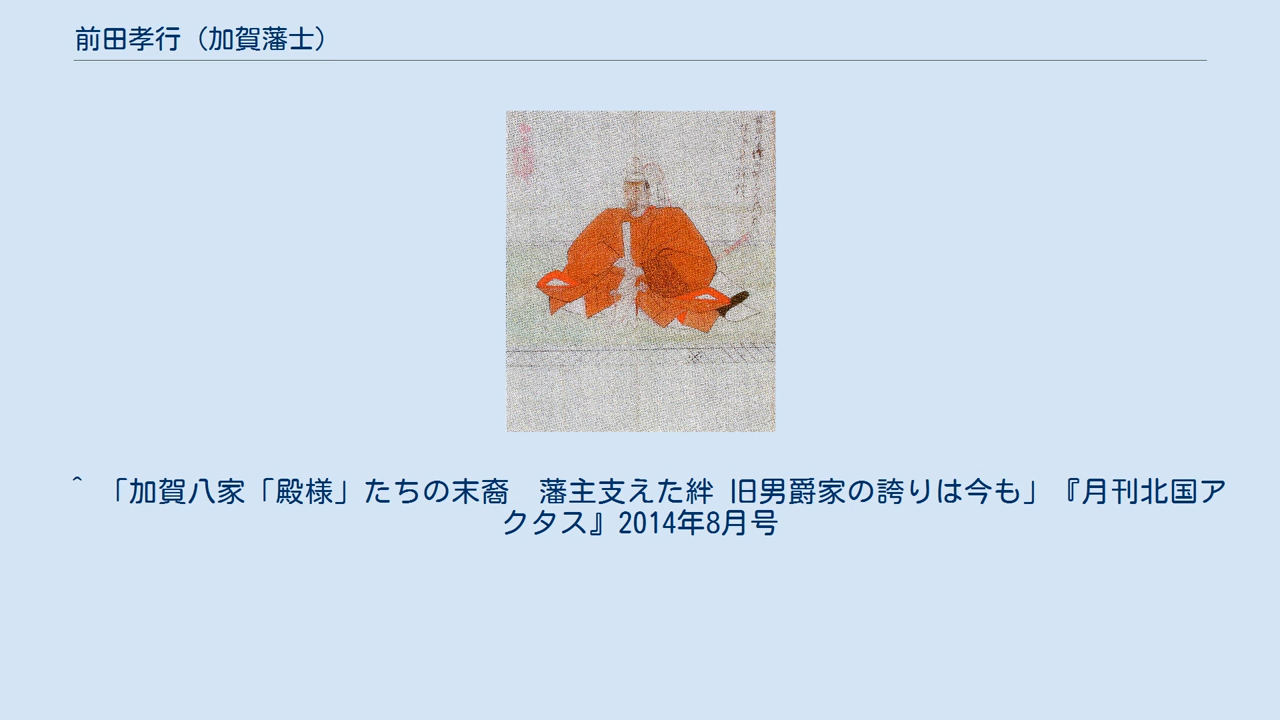 前田孝行（加賀藩士）
^ 「加賀八家「殿様」たちの末裔　藩主支えた絆 旧男爵家の誇りは今も」『月刊北国ア
クタス』2014年8月号